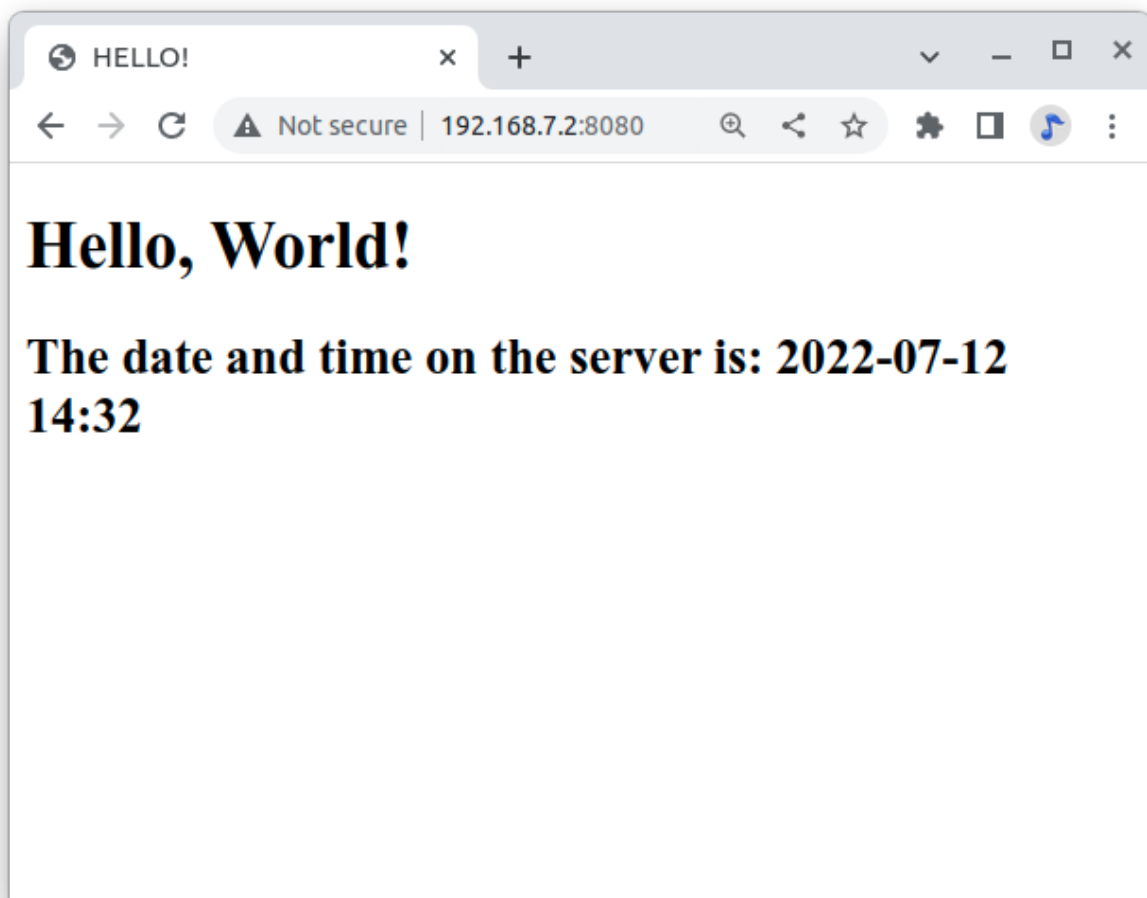 HELLO!
Not secure | 192.168.7.2:8080
Hello, World!
The date and time on the server is: 2022-07-12
14:32